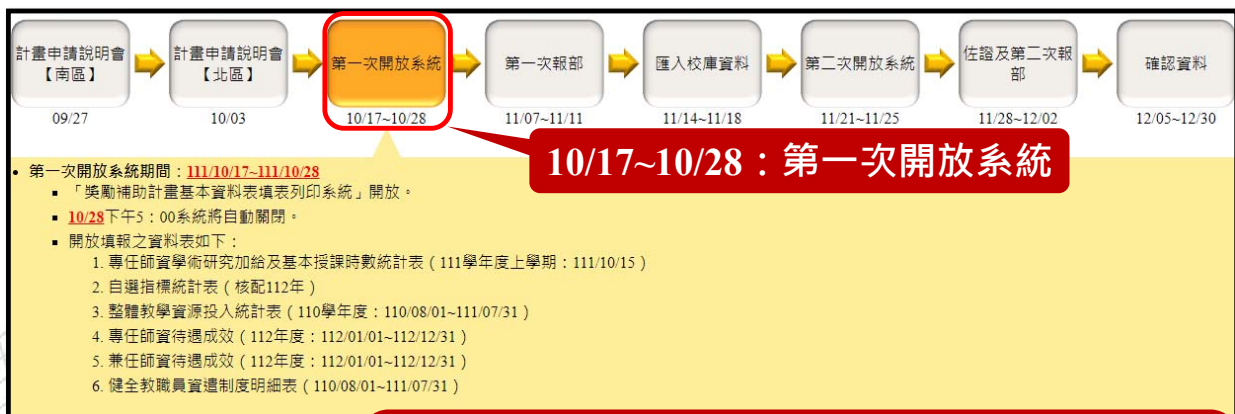 計畫申請說明會
【南區】
計畫申請說明會
【北區】
第一次開放系統
第一次報部
匯入校庫資料
第二次開放系統
佐證及第二次報
部
確認資料
09/27
10/03
10/17~10/28
11/07~11/11
11/14~11/18
11/21~11/25
11/28~12/02
12/05~12/30
10/17~10/28：第一次開放系統
• 第一次開放系統期間：111/10/17~111/10/28
▪ 「獎勵補助計畫基本資料表填表列印系統」開放。
▪ 10/28下午5：00系統將自動關閉。
▪ 開放填報之資料表如下：
1. 專任師資學術研究加給及基本授課時數統計表（111學年度上學期：111/10/15）
2. 自選指標統計表（核配112年）
3. 整體教學資源投入統計表（110學年度：110/08/01~111/07/31）
4. 專任師資待遇成效（112年度：112/01/01~112/12/31）
5. 兼任師資待遇成效（112年度：112/01/01~112/12/31）
6. 健全教職員資遣制度明細表（110/08/01~111/07/31）